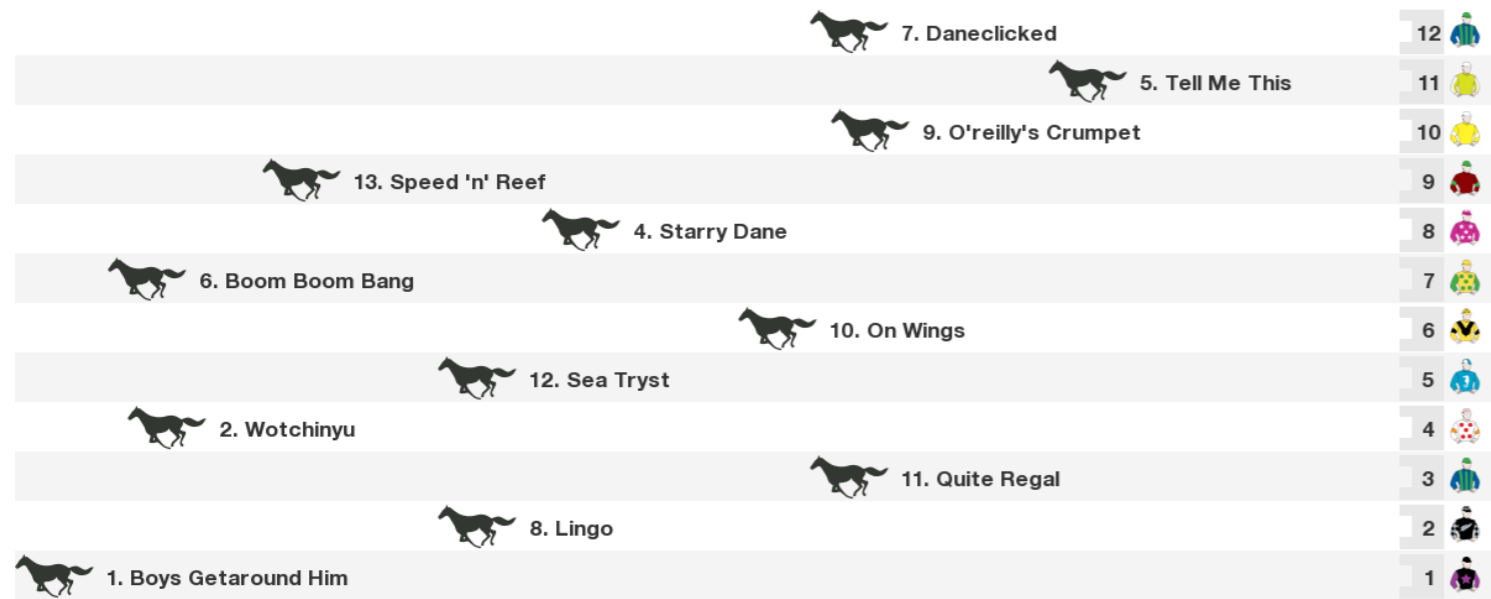 7. Daneclicked 12
5. Tell Me This 11
9. O'reilly's Crumpet 10
13. Speed 'n' Reef 9
4. Starry Dane 8
6. Boom Boom Bang 7
10. On Wings 6
12. Sea Tryst 5
2. Wotchinyu 4
11. Quite Regal 3
8. Lingo 2
1. Boys Getaround Him 1